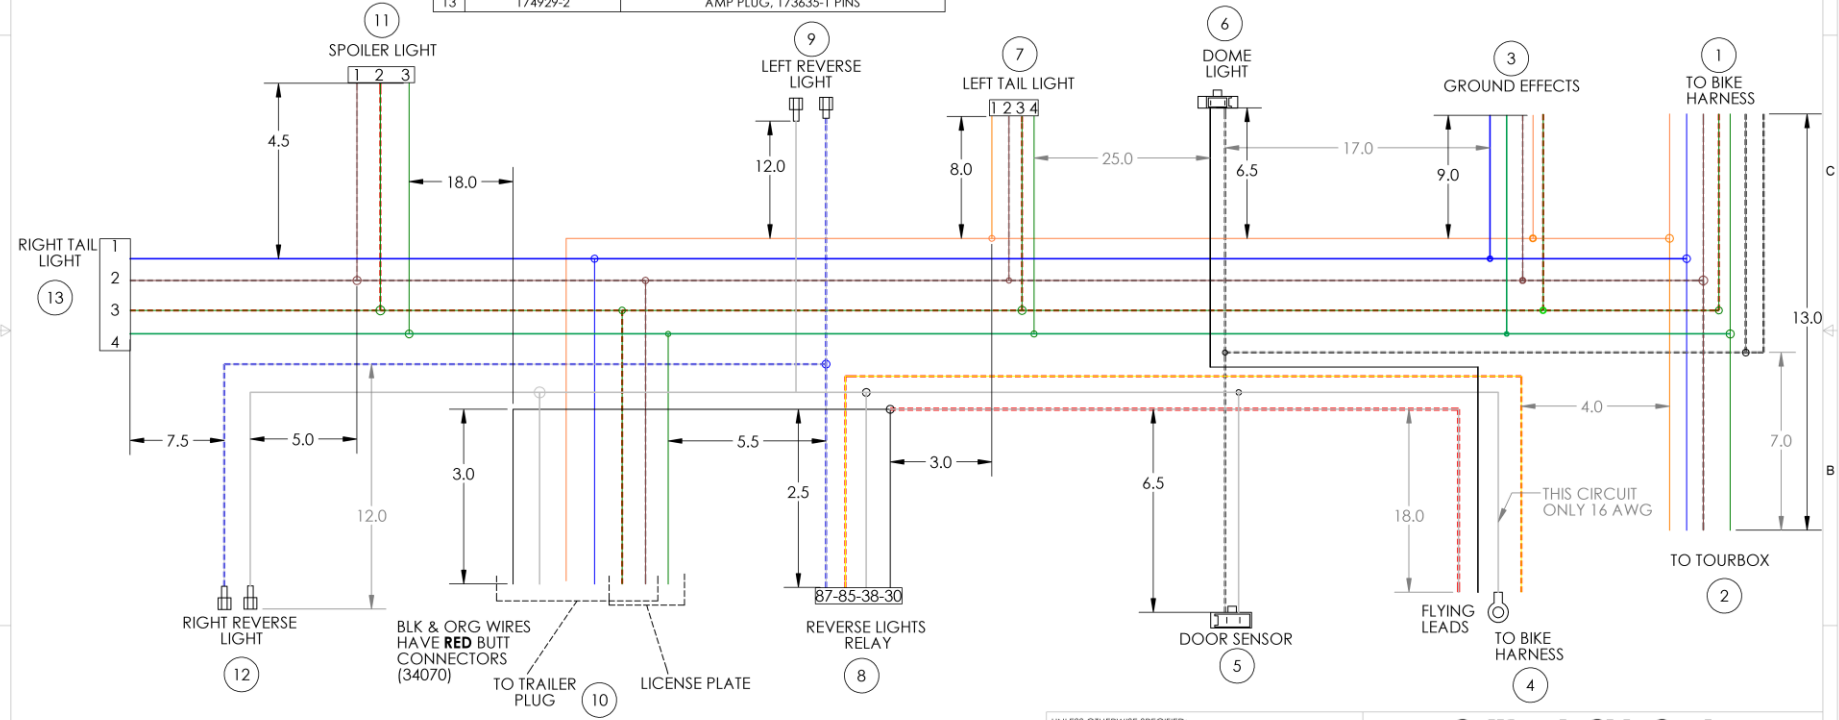 13 174929-2 AMP PLUG, 173635-1 PINS
11
SPOILER LIGHT
1 2 3
9
LEFT REVERSE
LIGHT
7
LEFT TAIL LIGHT
1 2 3 4
6
DOME
LIGHT
3
GROUND EFFECTS
1
TO BIKE
HARNESS
4.5
18.0
12.0
8.0
25.0
6.5
17.0
9.0
C
RIGHT TAIL
LIGHT
13
1
2
3
4
13.0
7.5
5.0
12.0
3.0
5.5
2.5
3.0
6.5
18.0
4.0
7.0
B
THIS CIRCUIT
ONLY 16 AWG
RIGHT REVERSE
LIGHT
12
BLK & ORG WIRES
HAVE RED BUTT
CONNECTORS
(34070)
TO TRAILER
PLUG
10
LICENSE PLATE
87-85-38-30
REVERSE LIGHTS
RELAY
8
DOOR SENSOR
5
FLYING
LEADS
TO BIKE
HARNESS
4
TO TOURBOX
2